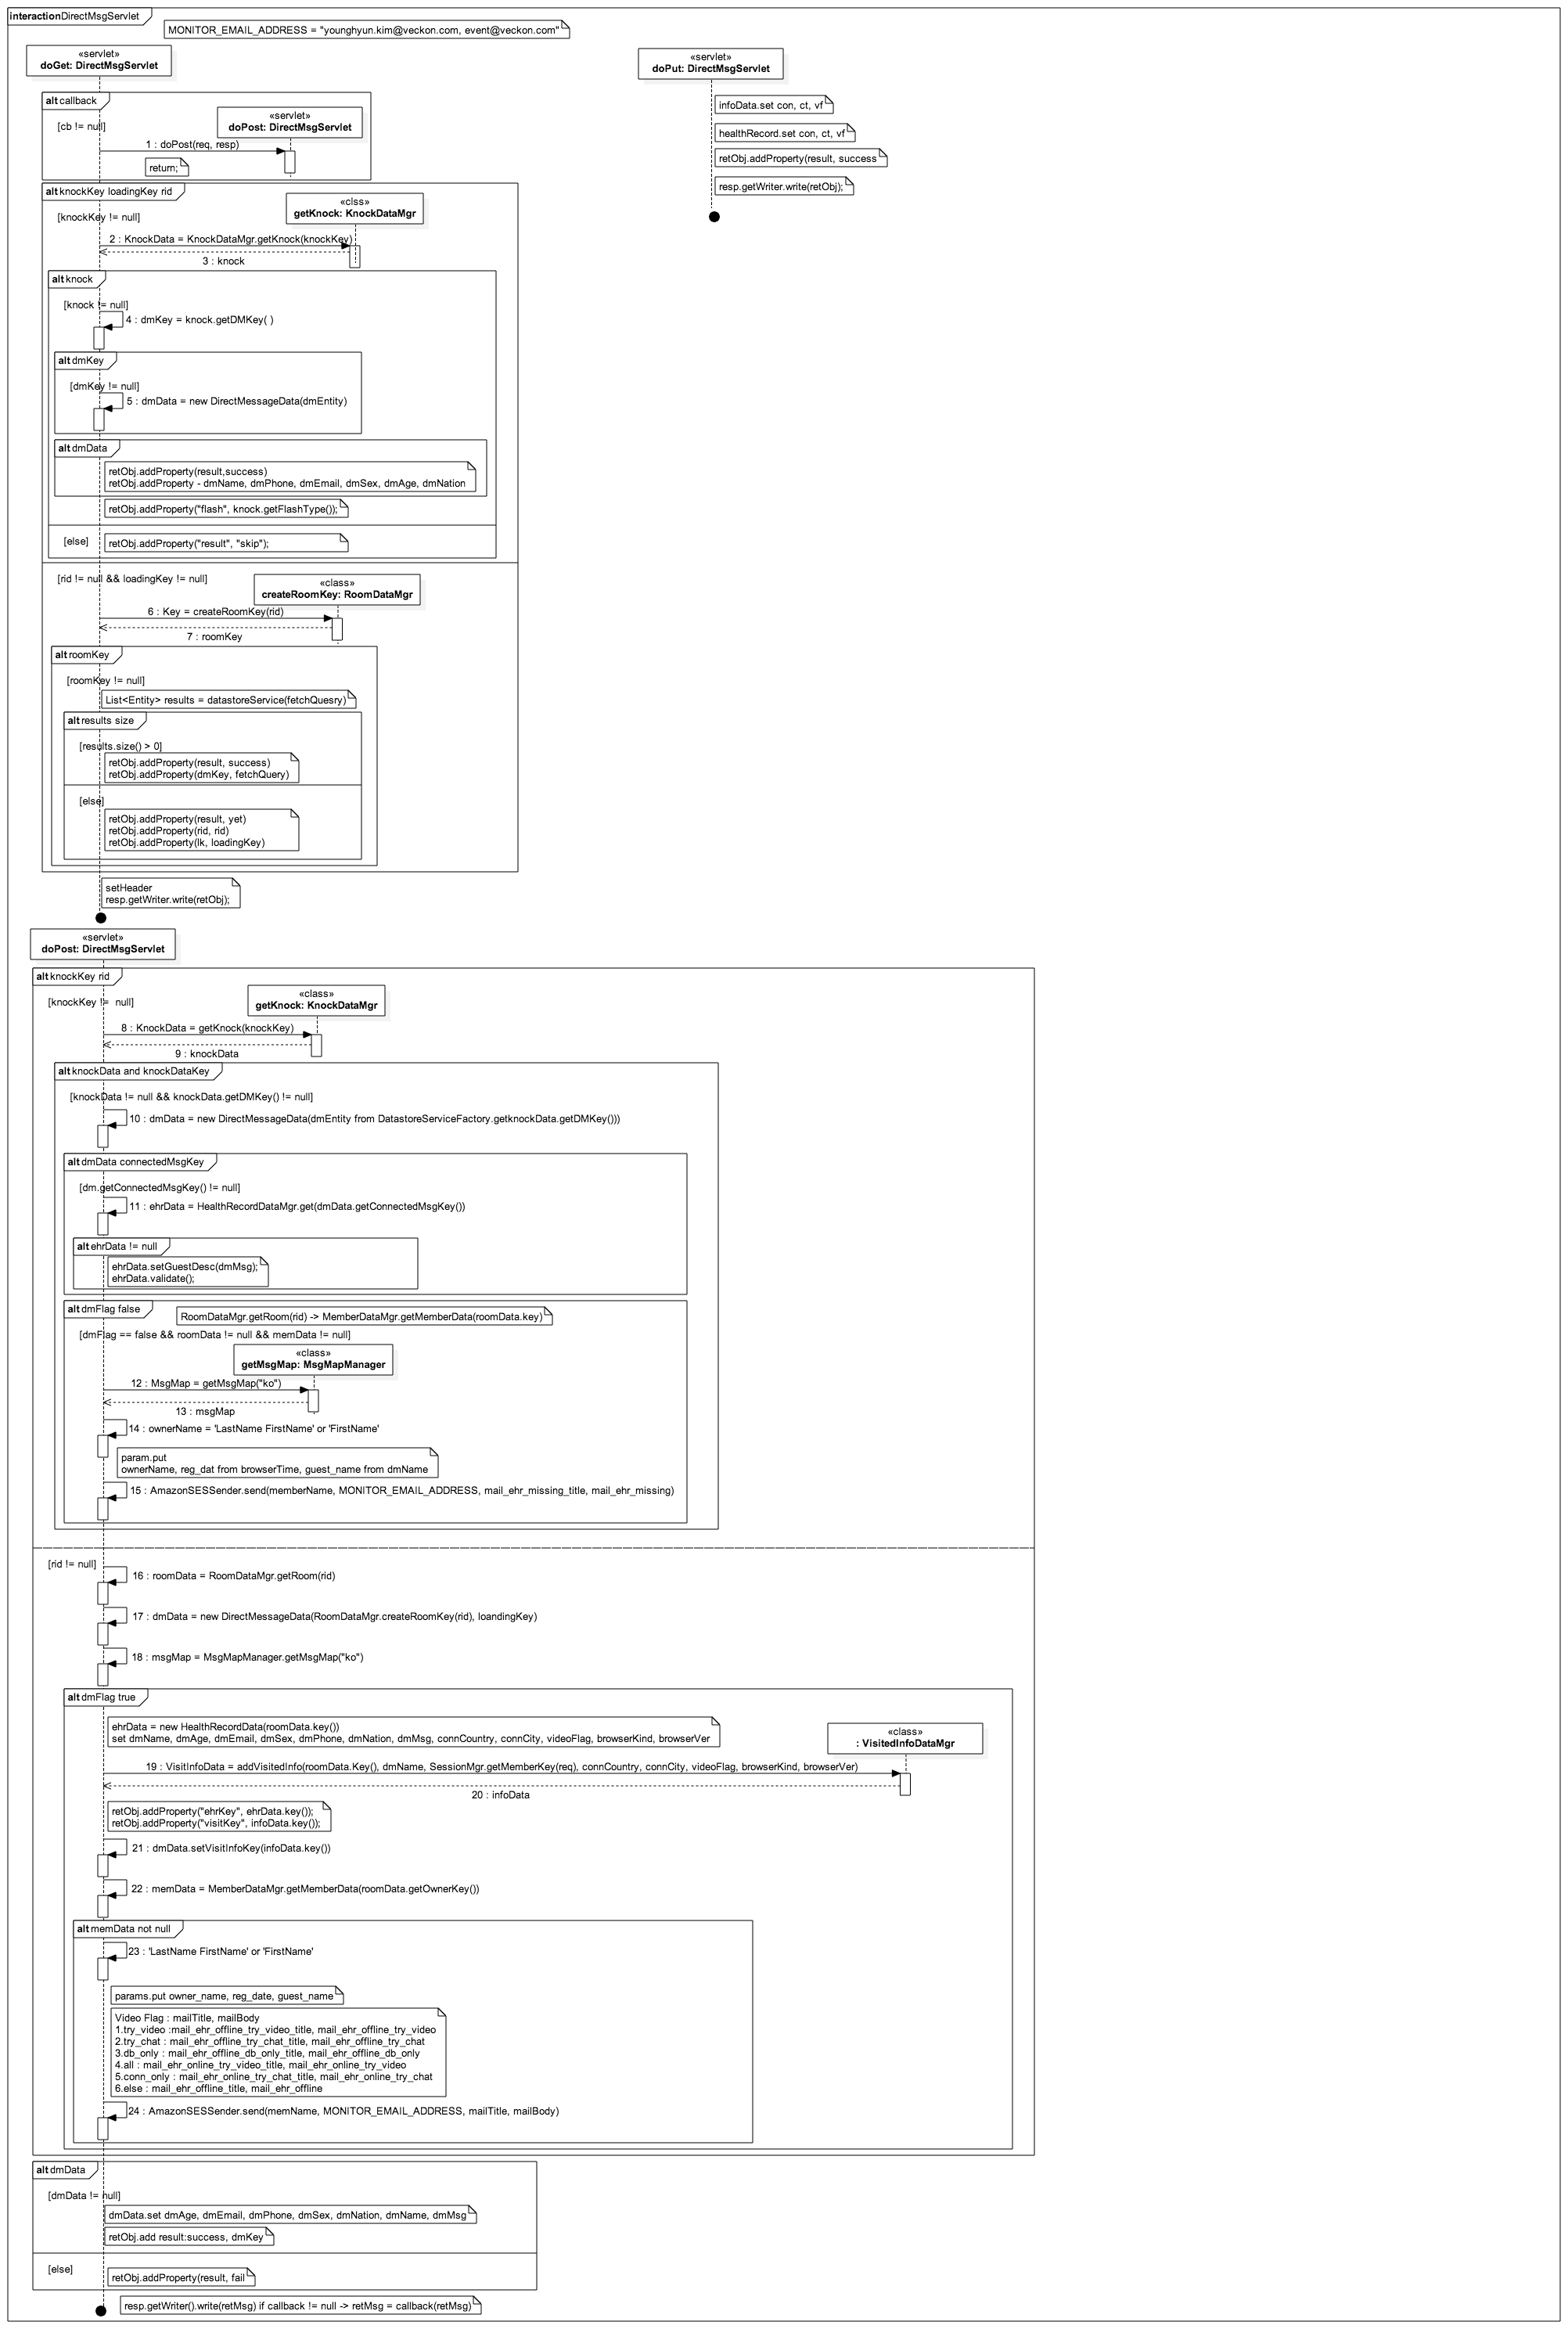 interaction DirectMsgServlet
MONITOR_EMAIL_ADDRESS = "younghyun.kim@veckon.com, event@veckon.com"
«servlet»
doGet: DirectMsgServlet
«servlet»
doPut: DirectMsgServlet
infoData.set con, ct, vf
healthRecord.set con, ct, vf
retObj.addProperty(result, success
resp.getWriter.write(retObj);
alt callback
[cb != null]
«servlet»
doPost: DirectMsgServlet
1 : doPost(req, resp)
return;
alt knockKey loadingKey rid
[knockKey != null]
«clss»
getKnock: KnockDataMgr
2 : KnockData = KnockDataMgr.getKnock(knockKey)
3 : knock
alt knock
[knock != null]
4 : dmKey = knock.getDMKey( )
alt dmKey
[dmKey != null]
5 : dmData = new DirectMessageData(dmEntity)
alt dmData
retObj.addProperty(result,success)
retObj.addProperty - dmName, dmPhone, dmEmail, dmSex, dmAge, dmNation
retObj.addProperty("flash", knock.getFlashType());
[else]
retObj.addProperty("result", "skip");
[rid != null && loadingKey != null]
«class»
createRoomKey: RoomDataMgr
6 : Key = createRoomKey(rid)
7 : roomKey
alt roomKey
[roomKey != null]
List<Entity> results = datastoreService(fetchQuesry)
alt results size
[results.size() > 0]
retObj.addProperty(result, success)
retObj.addProperty(dmKey, fetchQuery)
[else]
retObj.addProperty(result, yet)
retObj.addProperty(rid, rid)
retObj.addProperty(lk, loadingKey)
setHeader
resp.getWriter.write(retObj);
«servlet»
doPost: DirectMsgServlet
alt knockKey rid
[knockKey !=  null]
«class»
getKnock: KnockDataMgr
8 : KnockData = getKnock(knockKey)
9 : knockData
alt knockData and knockDataKey
[knockData != null && knockData.getDMKey() != null]
10 : dmData = new DirectMessageData(dmEntity from DatastoreServiceFactory.getknockData.getDMKey()))
alt dmData connectedMsgKey
[dm.getConnectedMsgKey() != null]
11 : ehrData = HealthRecordDataMgr.get(dmData.getConnectedMsgKey())
alt ehrData != null
ehrData.setGuestDesc(dmMsg);
ehrData.validate();
alt dmFlag false
RoomDataMgr.getRoom(rid) -> MemberDataMgr.getMemberData(roomData.key)
[dmFlag == false && roomData != null && memData != null]
«class»
getMsgMap: MsgMapManager
12 : MsgMap = getMsgMap("ko")
13 : msgMap
14 : ownerName = 'LastName FirstName' or 'FirstName'
param.put
ownerName, reg_dat from browserTime, guest_name from dmName
15 : AmazonSESSender.send(memberName, MONITOR_EMAIL_ADDRESS, mail_ehr_missing_title, mail_ehr_missing)
[rid != null]
16 : roomData = RoomDataMgr.getRoom(rid)
17 : dmData = new DirectMessageData(RoomDataMgr.createRoomKey(rid), loandingKey)
18 : msgMap = MsgMapManager.getMsgMap("ko")
alt dmFlag true
ehrData = new HealthRecordData(roomData.key())
set dmName, dmAge, dmEmail, dmSex, dmPhone, dmNation, dmMsg, connCountry, connCity, videoFlag, browserKind, browserVer
«class»
: VisitedInfoDataMgr
19 : VisitInfoData = addVisitedInfo(roomData.Key(), dmName, SessionMgr.getMemberKey(req), connCountry, connCity, videoFlag, browserKind, browserVer)
20 : infoData
retObj.addProperty("ehrKey", ehrData.key());
retObj.addProperty("visitKey", infoData.key());
21 : dmData.setVisitInfoKey(infoData.key())
22 : memData = MemberDataMgr.getMemberData(roomData.getOwnerKey())
alt memData not null
23 : 'LastName FirstName' or 'FirstName'
params.put owner_name, reg_date, guest_name
Video Flag : mailTitle, mailBody
1.try_video :mail_ehr_offline_try_video_title, mail_ehr_offline_try_video
2.try_chat : mail_ehr_offline_try_chat_title, mail_ehr_offline_try_chat
3.db_only : mail_ehr_offline_db_only_title, mail_ehr_offline_db_only
4.all : mail_ehr_online_try_video_title, mail_ehr_online_try_video
5.conn_only : mail_ehr_online_try_chat_title, mail_ehr_online_try_chat
6.else : mail_ehr_offline_title, mail_ehr_offline
24 : AmazonSESSender.send(memName, MONITOR_EMAIL_ADDRESS, mailTitle, mailBody)
alt dmData
[dmData != null]
dmData.set dmAge, dmEmail, dmPhone, dmSex, dmNation, dmName, dmMsg
retObj.add result:success, dmKey
[else]
retObj.addProperty(result, fail
resp.getWriter().write(retMsg) if callback != null -> retMsg = callback(retMsg)